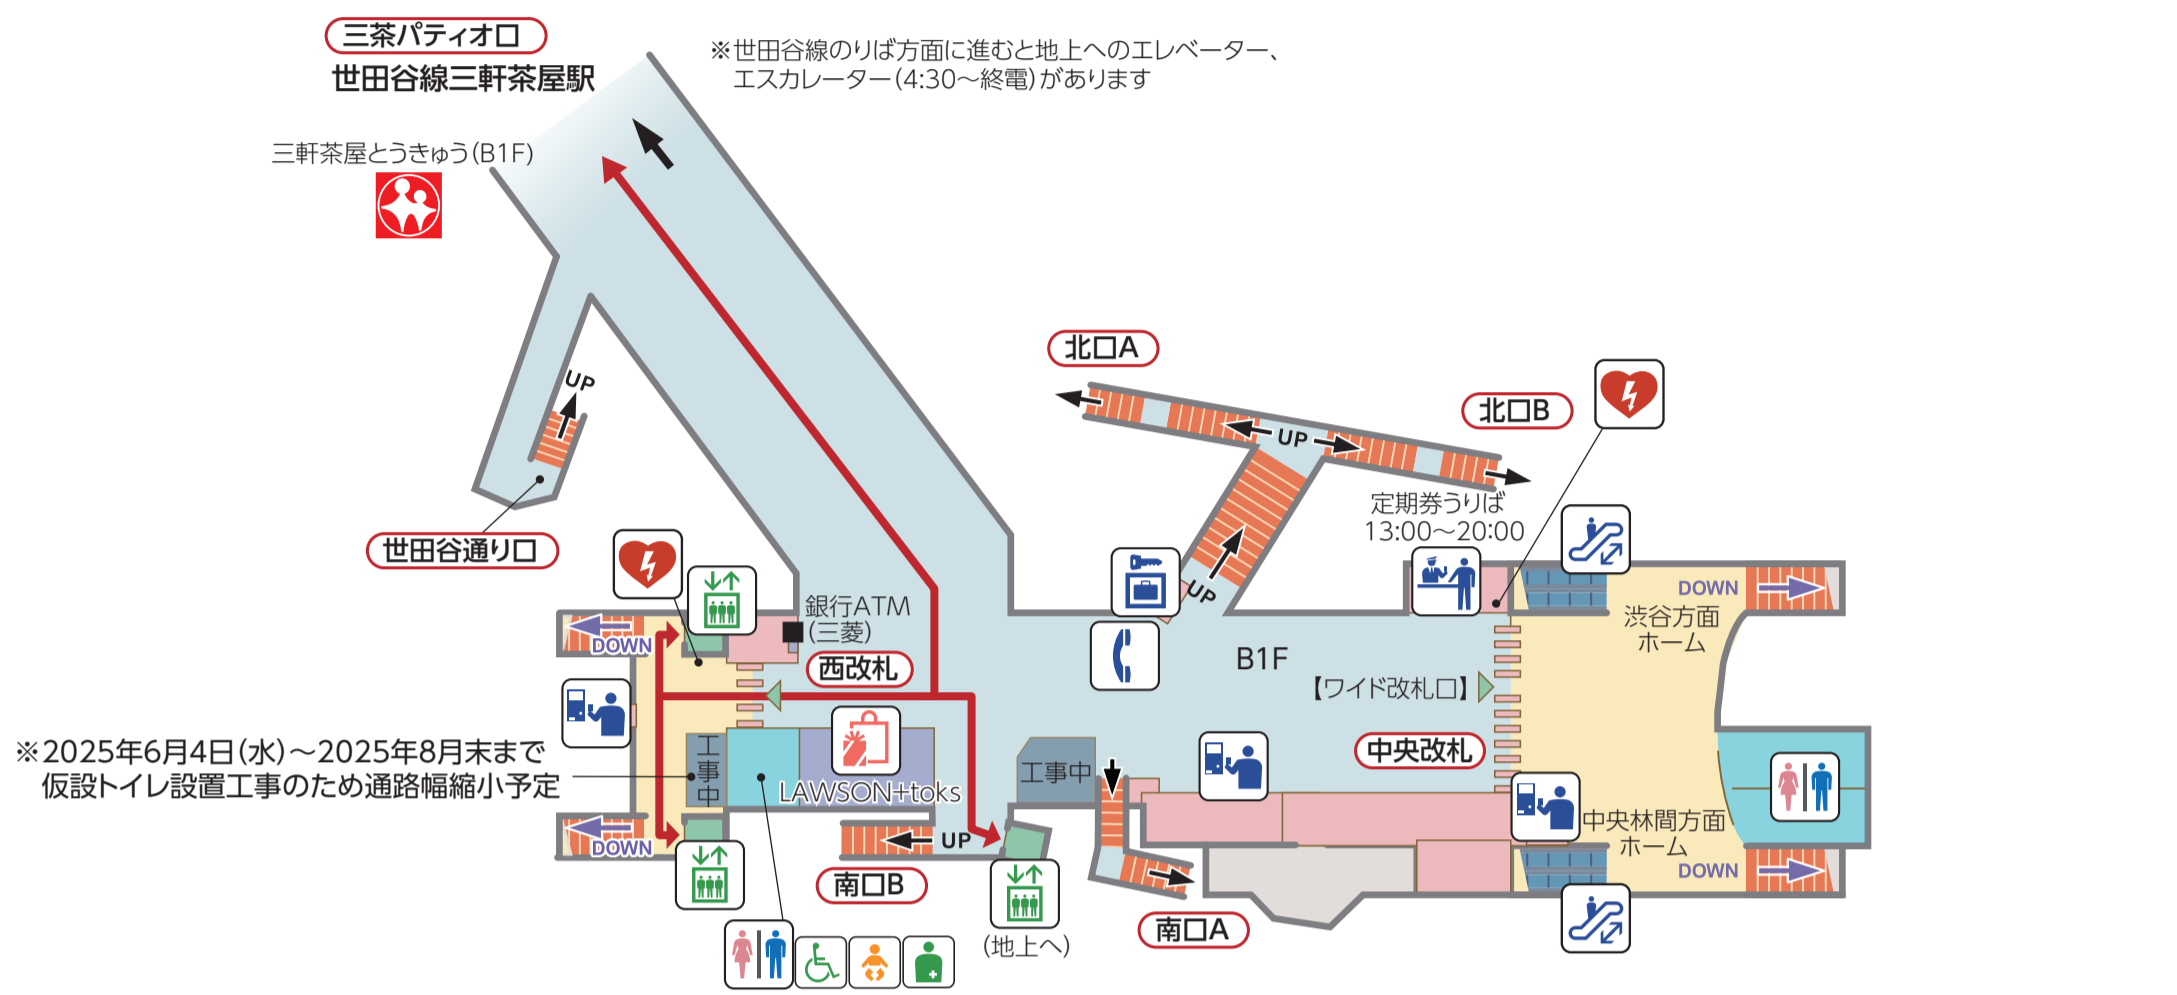 三茶パティオ口
世田谷線三軒茶屋駅
※世田谷線のりば方面に進むと地上へのエレベーター、
エスカレーター（4:30～終電）があります
三軒茶屋とうきゅう（B1F）
UP
世田谷通り口
北口A
北口B
UP
定期券うりば
13:00～20:00
UP
銀行ATM
（三菱）
西改札
DOWN
DOWN
渋谷方面
ホーム
B1F
【ワイド改札口】
中央改札
※2025年6月4日（水）～2025年8月末まで
仮設トイレ設置工事のため通路幅縮小予定
工事中
LAWSON+toks
工事中
中央林間方面
ホーム
DOWN
UP
DOWN
南口B
南口A
（地上へ）